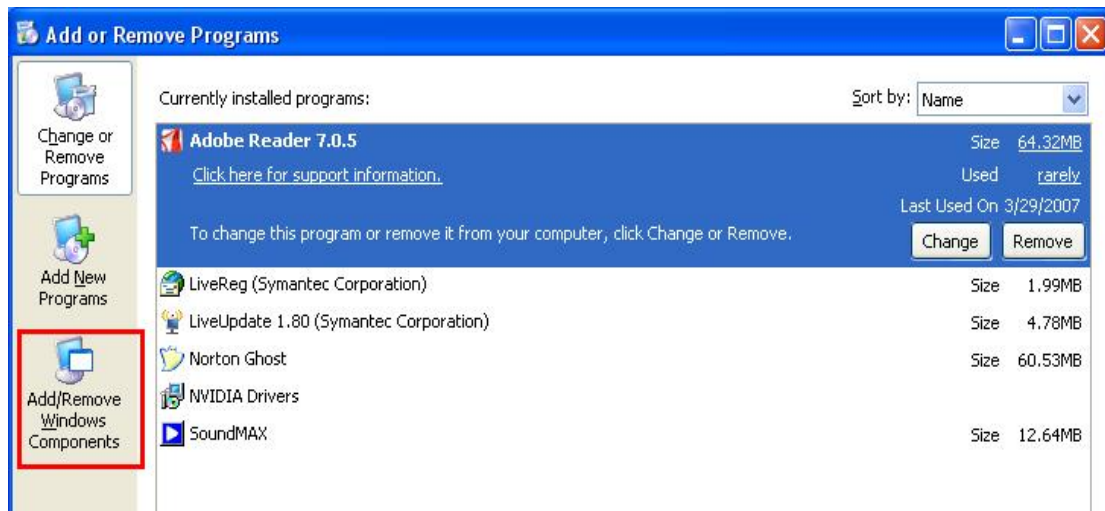 Add or Remove Programs
Change or
Remove
Programs
Add New
Programs
Add/Remove
Windows
Components
Currently installed programs:
Sort by: Name
Adobe Reader 7.0.5 Size 64.32MB
Click here for support information. Used rarely
Last Used On 3/29/2007
To change this program or remove it from your computer, click Change or Remove. Change Remove
LiveReg (Symantec Corporation) Size 1.99MB
LiveUpdate 1.80 (Symantec Corporation) Size 4.78MB
Norton Ghost Size 60.53MB
NVIDIA Drivers
SoundMAX Size 12.64MB